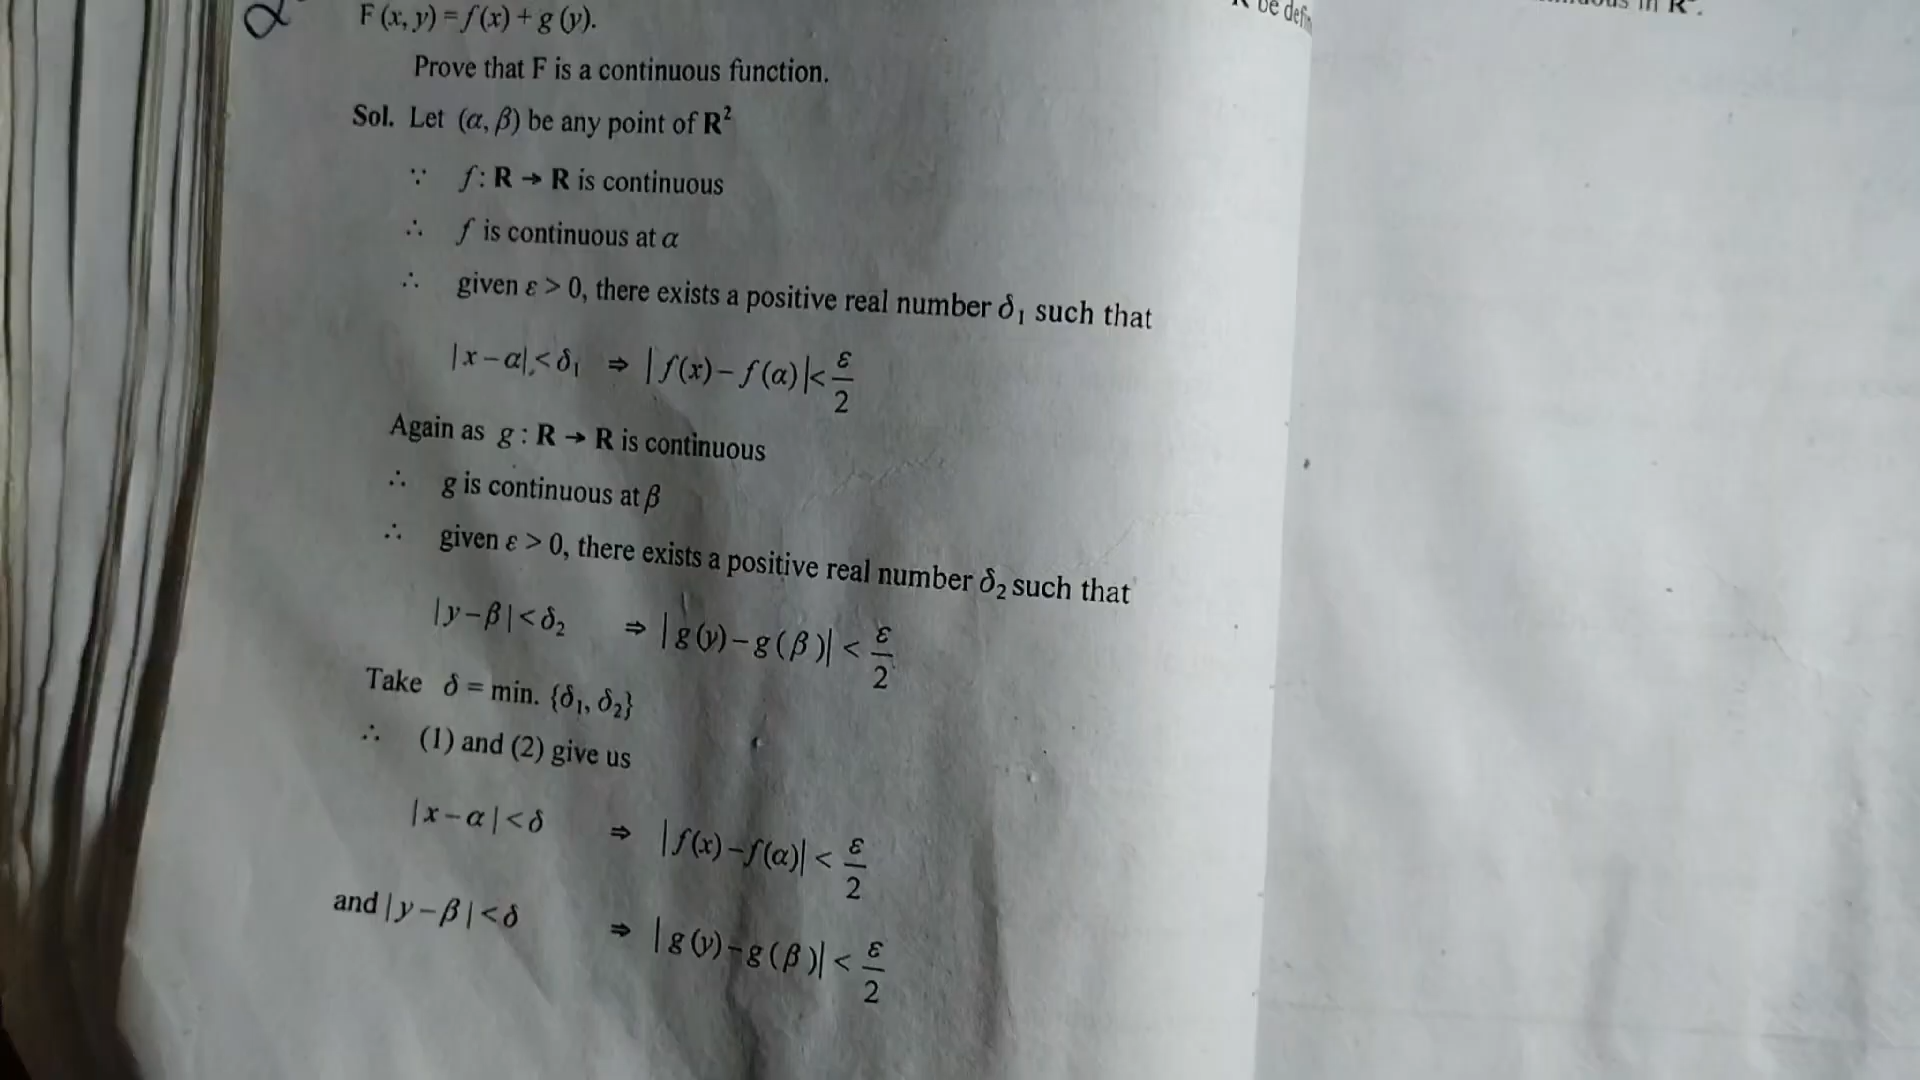 F (x, y) = f(x) + g (y).
Prove that F is a continuous function.
Sol. Let (α, β) be any point of R²
∵ f : R → R is continuous
∴ f is continuous at α
∴ given ε > 0, there exists a positive real number δ₁ such that
|x − α| < δ₁ ⇒ |f(x) − f(α)| < ε/2
Again as g : R → R is continuous
∴ g is continuous at β
∴ given ε > 0, there exists a positive real number δ₂ such that
|y − β| < δ₂ ⇒ |g(y) − g(β)| < ε/2
Take δ = min. {δ₁, δ₂}
∴ (1) and (2) give us
|x − α| < δ ⇒ |f(x) − f(α)| < ε/2
and |y − β| < δ ⇒ |g(y) − g(β)| < ε/2
be
in R².